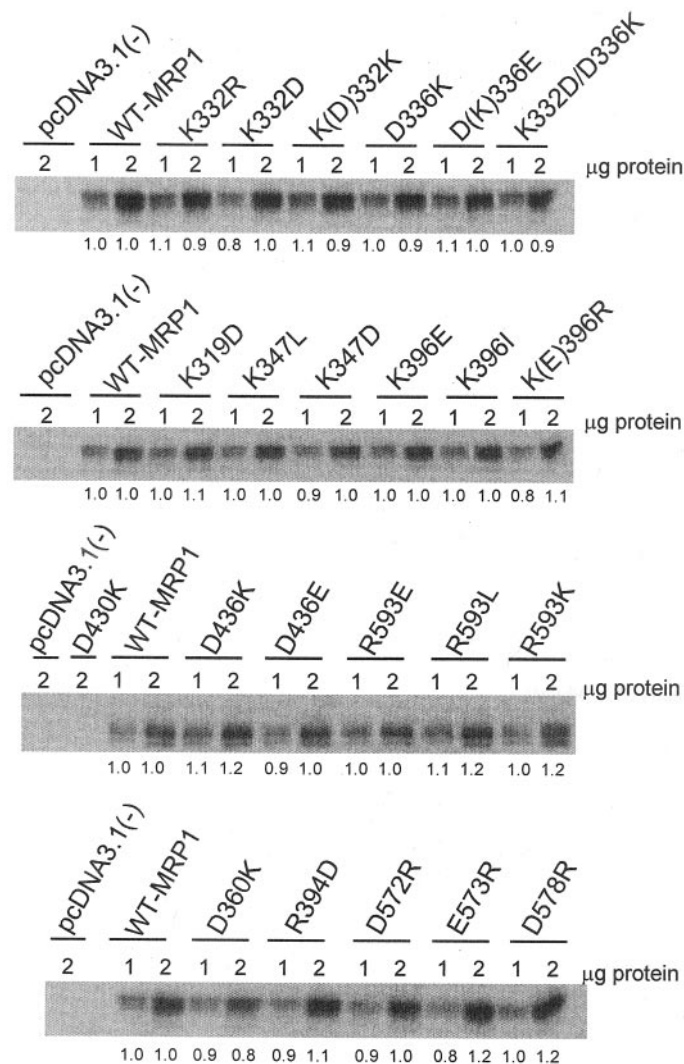 pcDNA3.1(-) WT-MRP1 K332R K332D K(D)332K D336K D(K)336E K332D/D336K
2 1 2 1 2 1 2 1 2 1 2 1 2 1 2 μg protein
1.0 1.0 1.1 0.9 0.8 1.0 1.1 0.9 1.0 0.9 1.1 1.0 1.0 0.9
pcDNA3.1(-) WT-MRP1 K319D K347L K347D K396E K396I K(E)396R
2 1 2 1 2 1 2 1 2 1 2 1 2 1 2 μg protein
1.0 1.0 1.0 1.1 1.0 1.0 0.9 1.0 1.0 1.0 1.0 1.0 0.8 1.1
pcDNA3.1(-) D430K WT-MRP1 D436K D436E R593E R593L R593K
2 2 1 2 1 2 1 2 1 2 1 2 1 2 μg protein
1.0 1.0 1.1 1.2 0.9 1.0 1.0 1.0 1.1 1.2 1.0 1.2
pcDNA3.1(-) WT-MRP1 D360K R394D D572R E573R D578R
2 1 2 1 2 1 2 1 2 1 2 1 2 μg protein
1.0 1.0 0.9 0.8 0.9 1.1 0.9 1.0 0.8 1.2 1.0 1.2